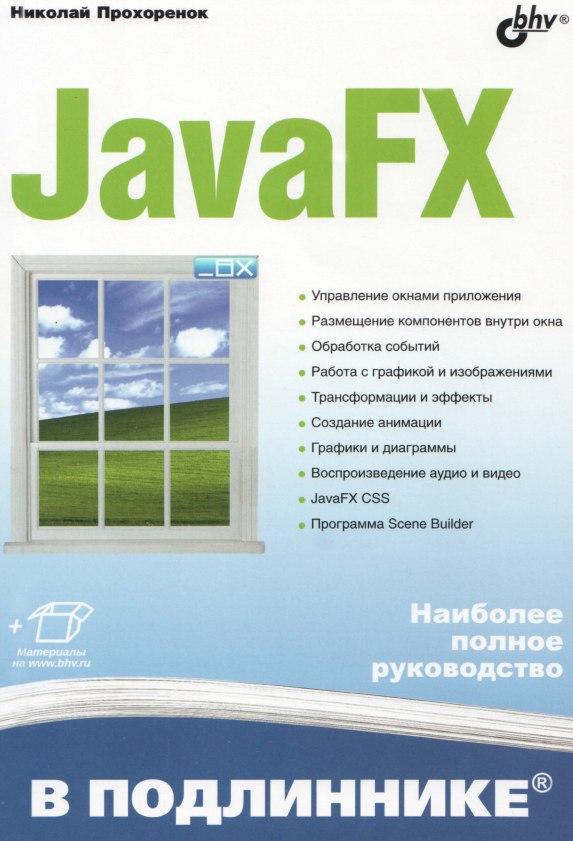 Николай Прохоренок
bhv®
JavaFX
Управление окнами приложения
Размещение компонентов внутри окна
Обработка событий
Работа с графикой и изображениями
Трансформации и эффекты
Создание анимации
Графики и диаграммы
Воспроизведение аудио и видео
JavaFX CSS
Программа Scene Builder
+
Материалы
на www.bhv.ru
Наиболее
полное
руководство
В ПОДЛИННИКЕ®